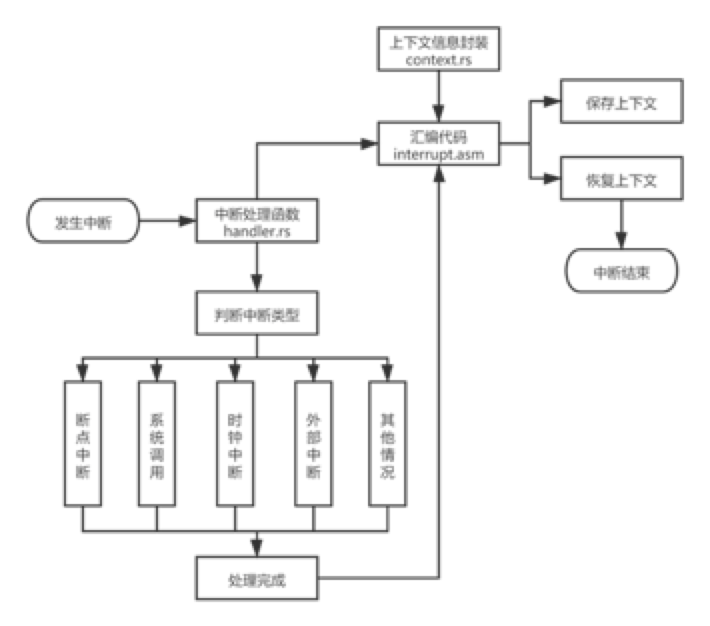 上下文信息封装
context.rs
保存上下文
汇编代码
interrupt.asm
恢复上下文
发生中断
中断处理函数
handler.rs
中断结束
判断中断类型
断点中断
系统调用
时钟中断
外部中断
其他情况
处理完成